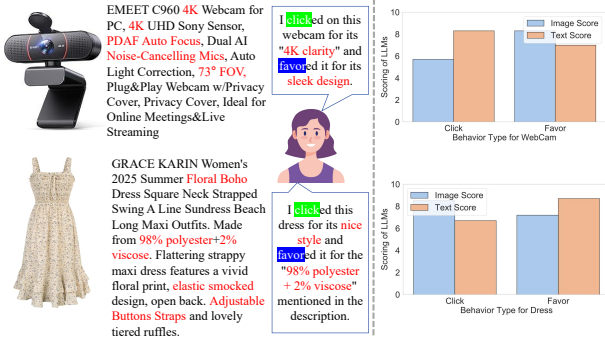 EMEET C960 4K Webcam for
PC, 4K UHD Sony Sensor,
PDAF Auto Focus, Dual AI
Noise-Cancelling Mics, Auto
Light Correction, 73° FOV,
Plug&Play Webcam w/Privacy
Cover, Privacy Cover, Ideal for
Online Meetings&Live
Streaming
I clicked on this
webcam for its
"4K clarity" and
favored it for its
sleek design.
GRACE KARIN Women's
2025 Summer Floral Boho
Dress Square Neck Strapped
Swing A Line Sundress Beach
Long Maxi Outfits. Made
from 98% polyester+2%
viscose. Flattering strappy
maxi dress features a vivid
floral print, elastic smocked
design, open back. Adjustable
Buttons Straps and lovely
tiered ruffles.
I clicked this
dress for its nice
style and
favored it for the
"98% polyester
+ 2% viscose"
mentioned in the
description.
Scoring of LLMs
10
8
6
4
2
0
Image Score
Text Score
Click
Favor
Behavior Type for WebCam
Scoring of LLMs
10
8
6
4
2
0
Image Score
Text Score
Click
Favor
Behavior Type for Dress